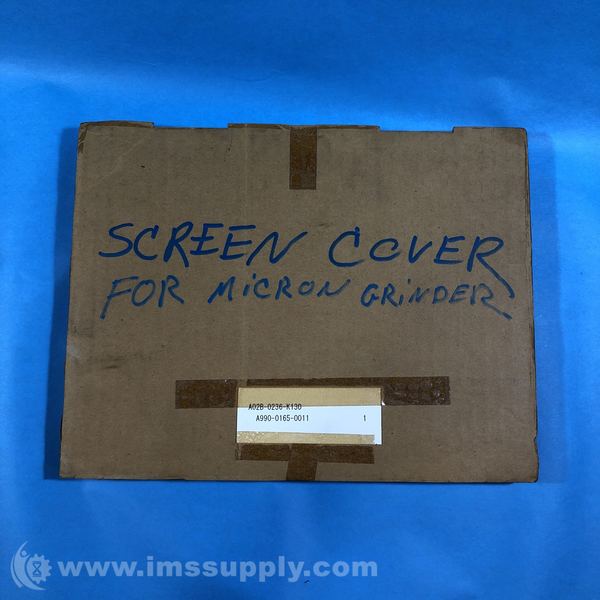 SCREEN COVER
FOR MiCRON GRiNDER
A02B-0236-K130
A990-0165-0011 1
www.imssupply.com